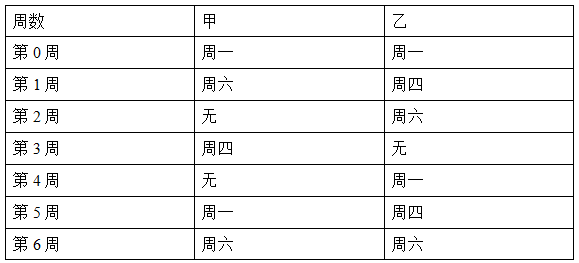 周数 甲 乙
第 0 周 周一 周一
第 1 周 周六 周四
第 2 周 无 周六
第 3 周 周四 无
第 4 周 无 周一
第 5 周 周一 周四
第 6 周 周六 周六